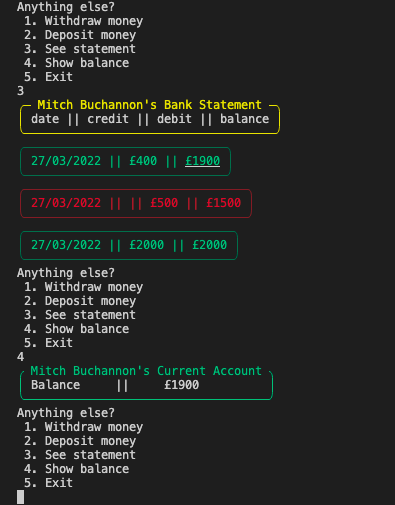 Anything else?
1. Withdraw money
2. Deposit money
3. See statement
4. Show balance
5. Exit
3
Mitch Buchannon's Bank Statement
date || credit || debit || balance
27/03/2022 || £400 || £1900
27/03/2022 || || £500 || £1500
27/03/2022 || £2000 || £2000
Anything else?
1. Withdraw money
2. Deposit money
3. See statement
4. Show balance
5. Exit
4
Mitch Buchannon's Current Account
Balance || £1900
Anything else?
1. Withdraw money
2. Deposit money
3. See statement
4. Show balance
5. Exit